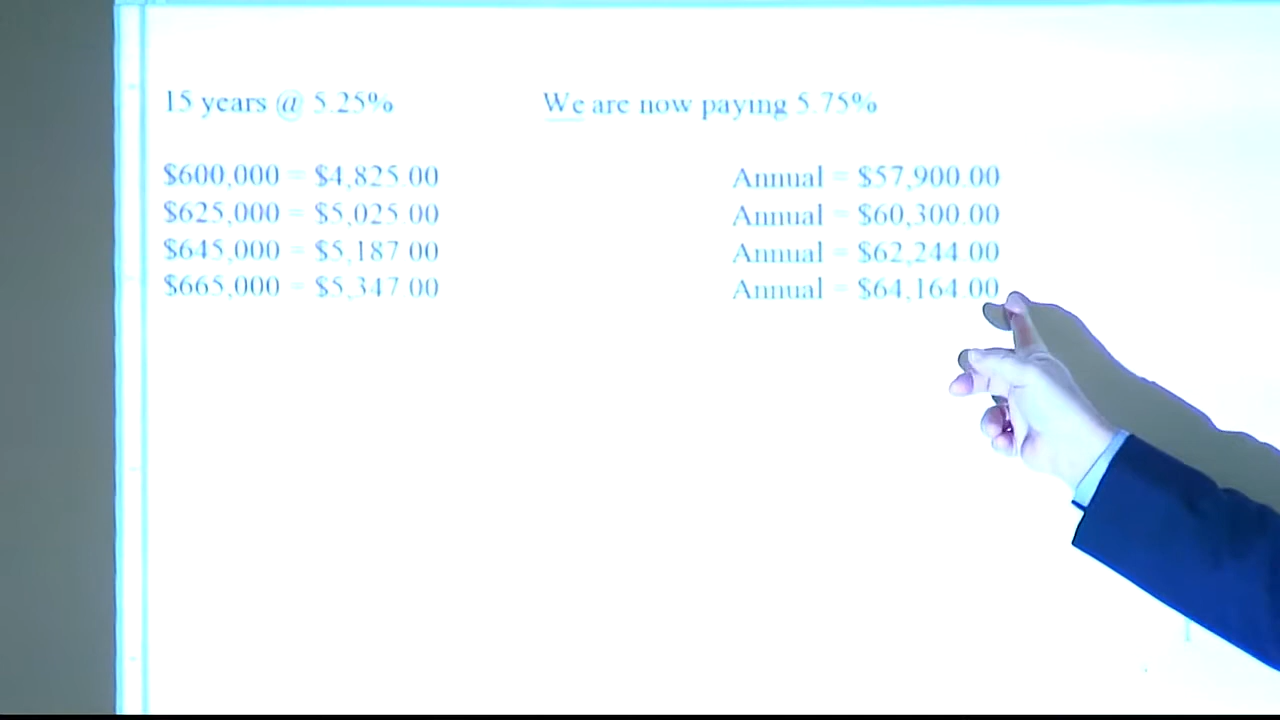 15 years @ 5.25% We are now paying 5.75%
$600,000 = $4,825.00 Annual = $57,900.00
$625,000 = $5,025.00 Annual = $60,300.00
$645,000 = $5,187.00 Annual = $62,244.00
$665,000 = $5,347.00 Annual = $64,164.00